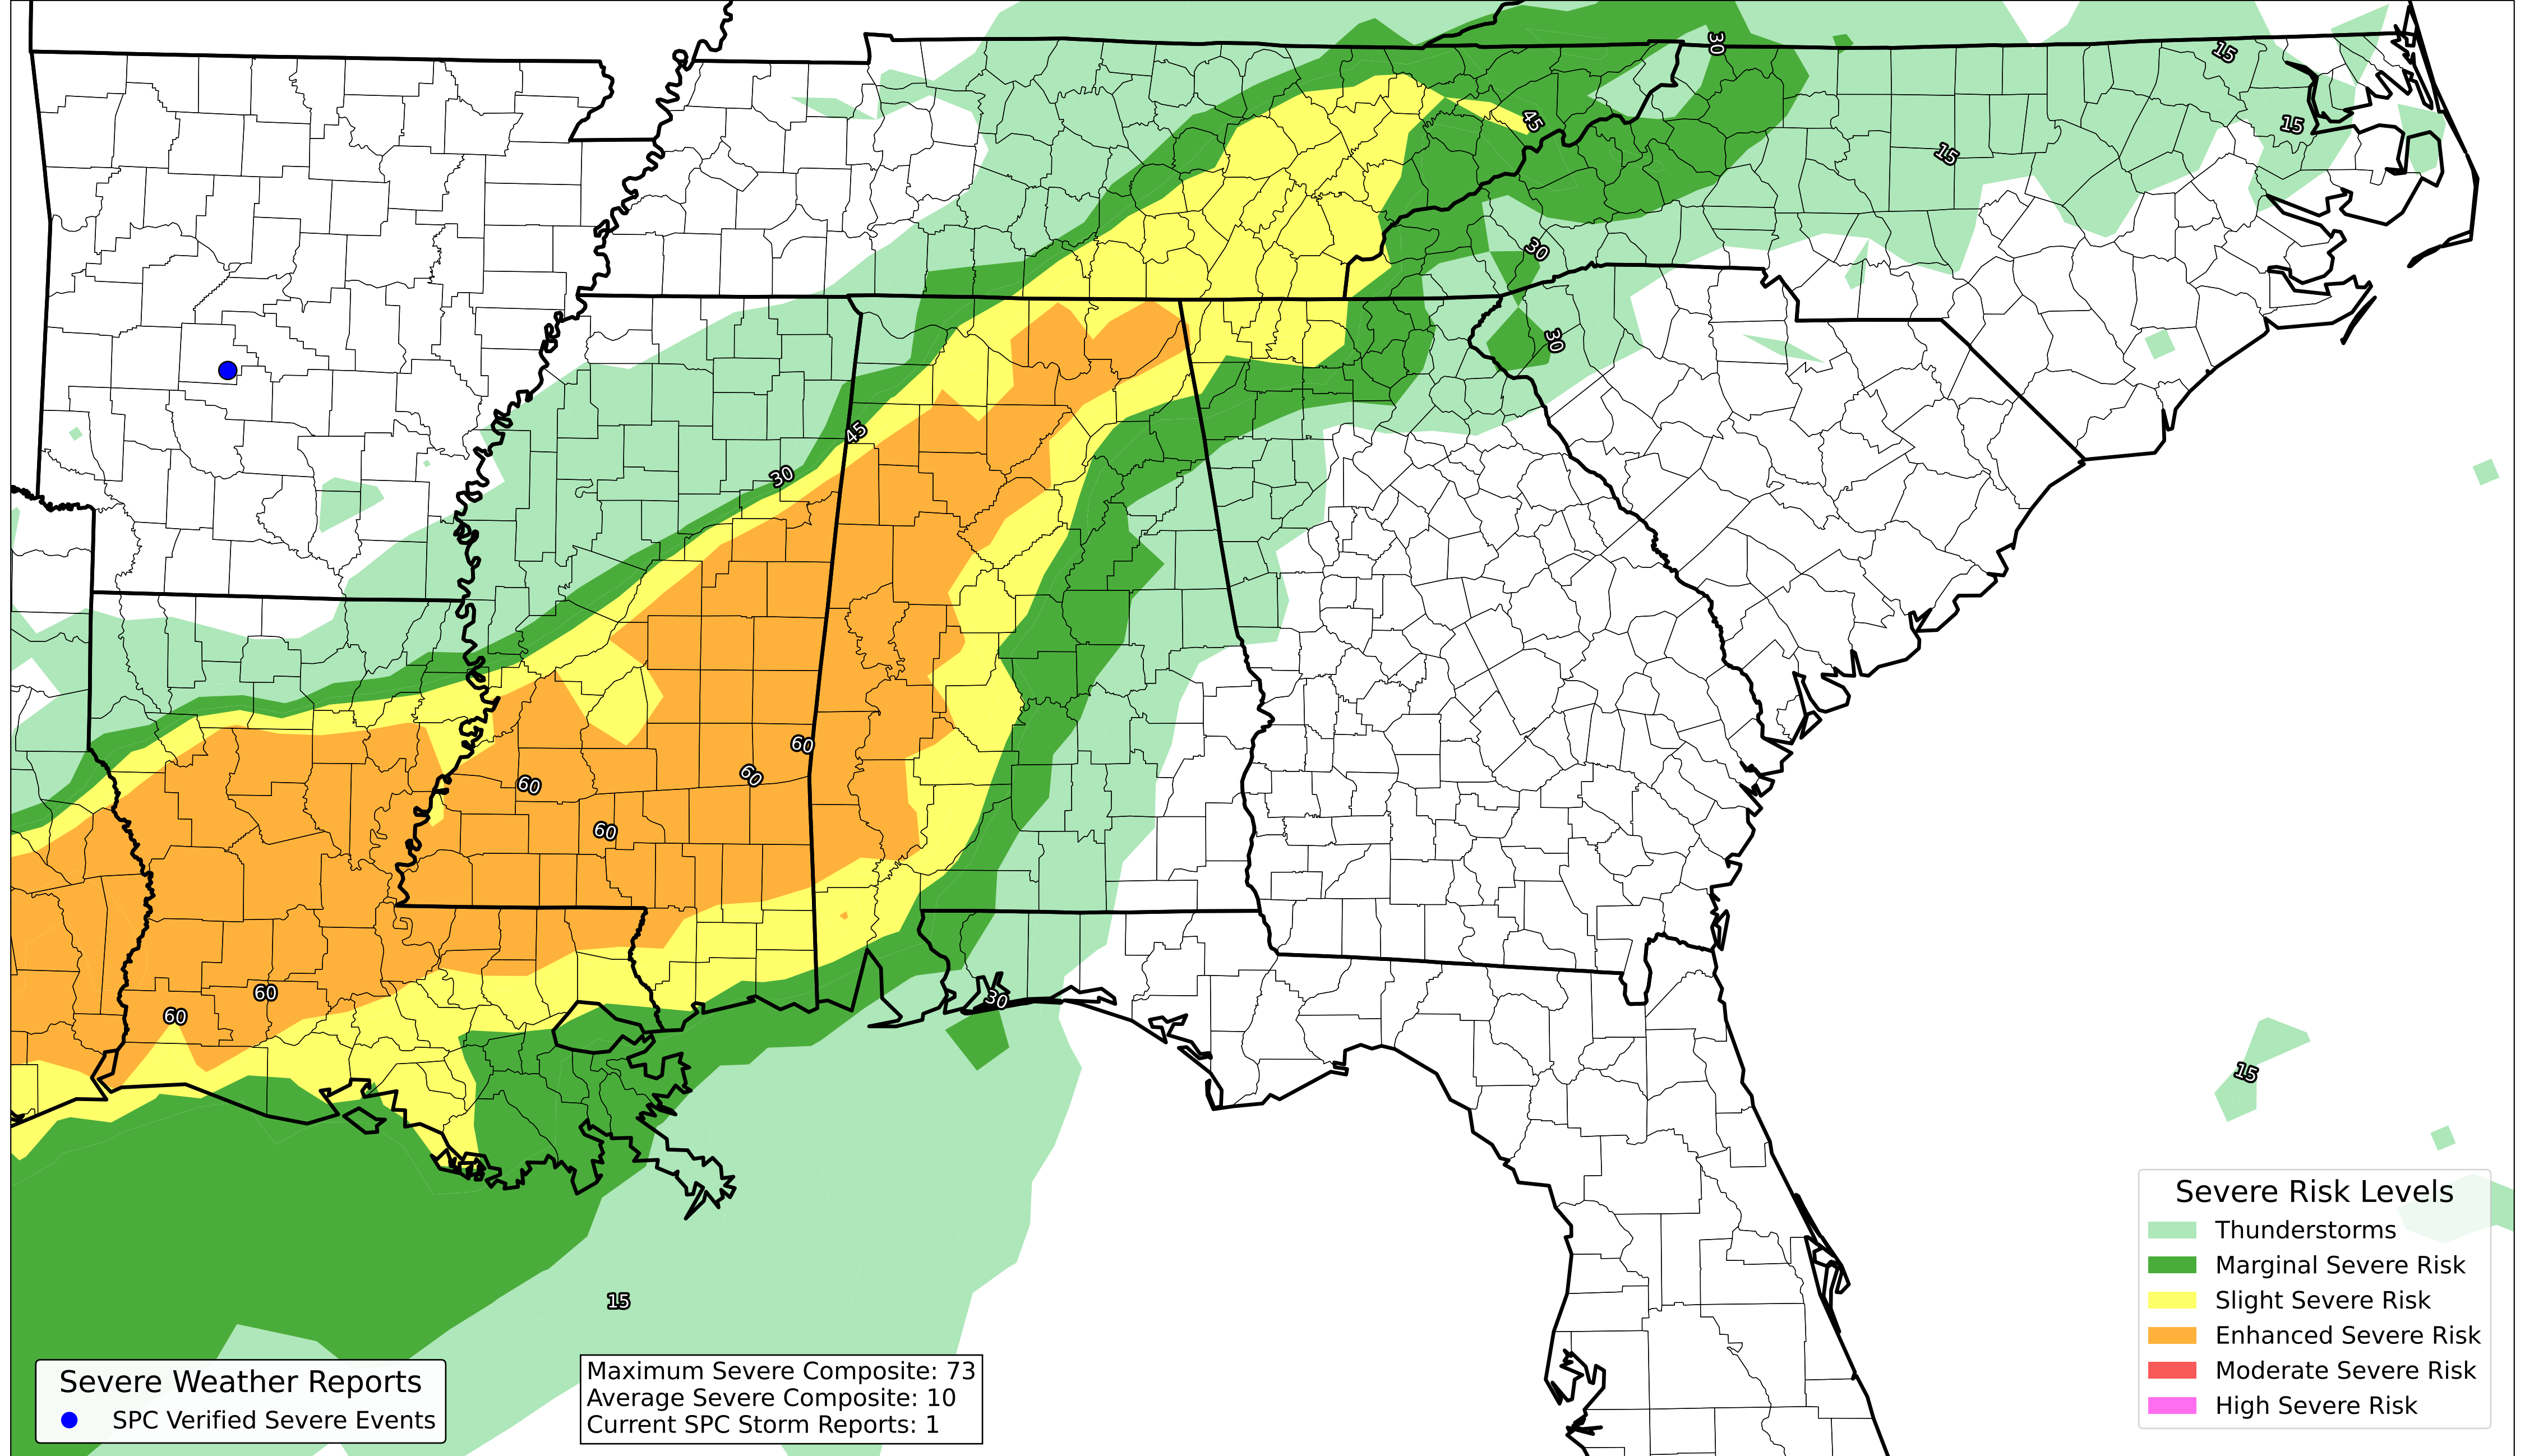 30
15
45
15
15
30
30
45
30
60
60
60
60
60
30
60
15
15
Severe Risk Levels
Thunderstorms
Marginal Severe Risk
Slight Severe Risk
Enhanced Severe Risk
Moderate Severe Risk
High Severe Risk
Severe Weather Reports
SPC Verified Severe Events
Maximum Severe Composite: 73
Average Severe Composite: 10
Current SPC Storm Reports: 1